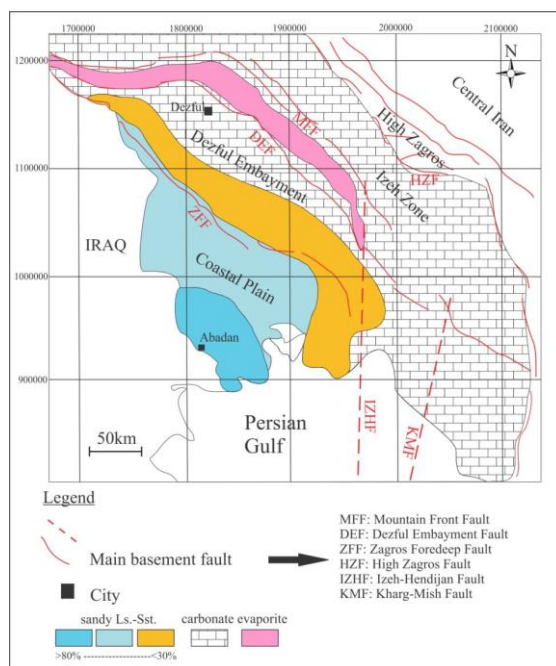 1700000 1800000 1900000 2000000 2100000
1200000
1100000
1000000
900000
N
Central Iran
High Zagros
HZF
Izeh Zone
MFF
DEF
Dezful
Dezful Embayment
ZFF
IRAQ
Coastal Plain
Abadan
Persian
Gulf
IZHF
KMF
50km
Legend
Main basement fault
City
sandy Ls.-Sst. carbonate evaporite
>80% --------------------<30%
MFF: Mountain Front Fault
DEF: Dezful Embayment Fault
ZFF: Zagros Foredeep Fault
HZF: High Zagros Fault
IZHF: Izeh-Hendijan Fault
KMF: Kharg-Mish Fault